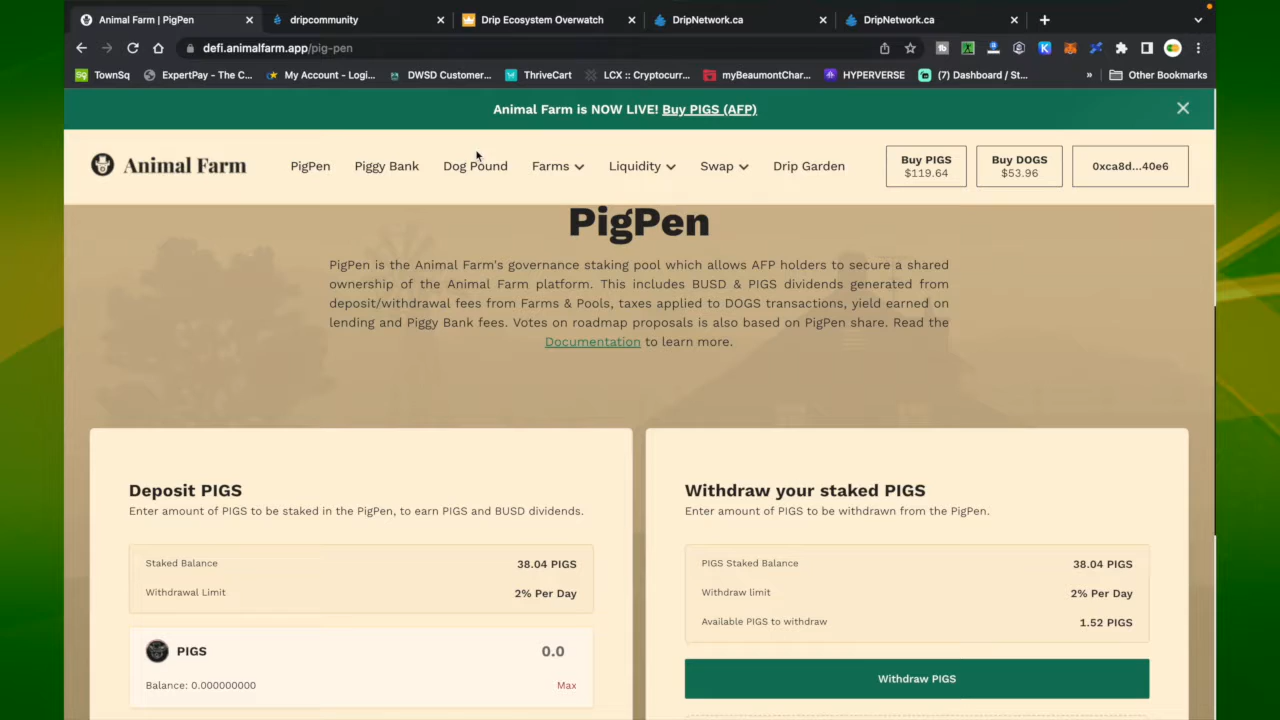 Animal Farm | PigPen
dripcommunity
Drip Ecosystem Overwatch
DripNetwork.ca
DripNetwork.ca
defi.animalfarm.app/pig-pen
TownSq
ExpertPay - The C...
My Account - Logi...
DWSD Customer...
ThriveCart
LCX :: Cryptocurr...
myBeaumontChar...
HYPERVERSE
(7) Dashboard / St...
»
Other Bookmarks
Animal Farm is NOW LIVE! Buy PIGS (AFP)
Animal Farm
PigPen
Piggy Bank
Dog Pound
Farms
Liquidity
Swap
Drip Garden
Buy PIGS
$119.64
Buy DOGS
$53.96
0xca8d...40e6
PigPen
PigPen is the Animal Farm's governance staking pool which allows AFP holders to secure a shared
ownership of the Animal Farm platform. This includes BUSD & PIGS dividends generated from
deposit/withdrawal fees from Farms & Pools, taxes applied to DOGS transactions, yield earned on
lending and Piggy Bank fees. Votes on roadmap proposals is also based on PigPen share. Read the
Documentation to learn more.
Deposit PIGS
Enter amount of PIGS to be staked in the PigPen, to earn PIGS and BUSD dividends.
Staked Balance 38.04 PIGS
Withdrawal Limit 2% Per Day
PIGS 0.0
Balance: 0.000000000 Max
Withdraw your staked PIGS
Enter amount of PIGS to be withdrawn from the PigPen.
PIGS Staked Balance 38.04 PIGS
Withdraw limit 2% Per Day
Available PIGS to withdraw 1.52 PIGS
Withdraw PIGS